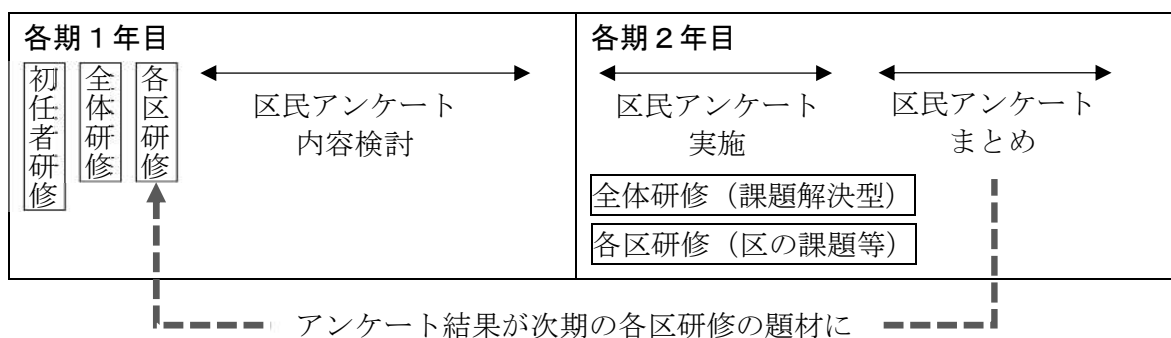 各期１年目
初任者研修
全体研修
各区研修
区民アンケート
内容検討
各期２年目
区民アンケート
実施
区民アンケート
まとめ
全体研修（課題解決型）
各区研修（区の課題等）
アンケート結果が次期の各区研修の題材に